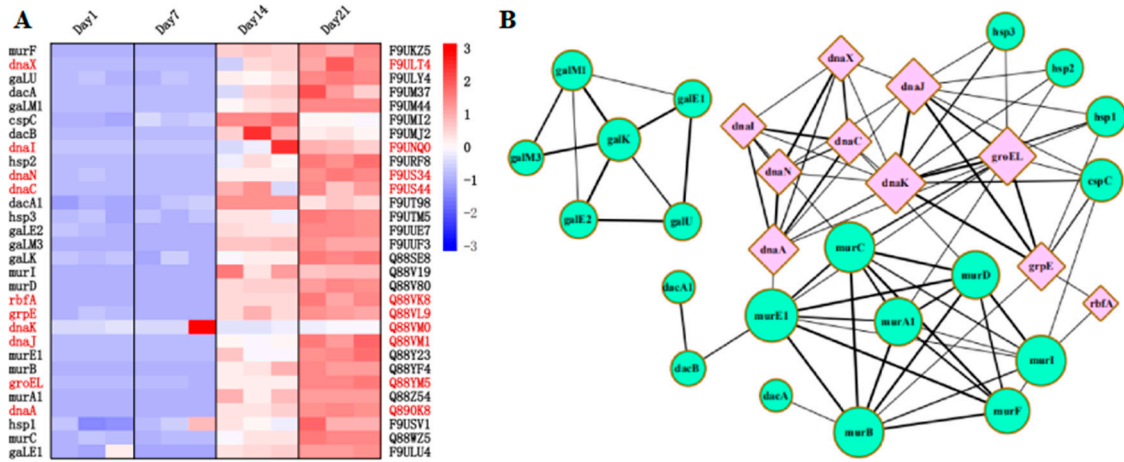 A
Day1 Day7 Day14 Day21
murF F9UKZ5
dnaX F9ULT4
gaLU F9ULY4
dacA F9UM37
gaLM1 F9UM44
cspC F9UMI2
dacB F9UMJ2
dnaI F9UNQ0
hsp2 F9URF8
dnaN F9US34
dnaC F9US44
dacA1 F9UT98
hsp3 F9UTM5
gaLE2 F9UUE7
gaLM3 F9UUF3
gaLK Q88SE8
murI Q88V19
murD Q88V80
rbfA Q88VK8
grpE Q88VL9
dnaK Q88VM0
dnaJ Q88VM1
murE1 Q88Y23
murB Q88YF4
groEL Q88YM5
murA1 Q88Z54
dnaA Q890K8
hsp1 F9USV1
murC Q88WZ5
gaLE1 F9ULU4
3
2
1
0
-1
-2
-3
B
hsp3
galM1
dnaX
hsp2
dnaJ
galE1
hsp1
dnaI
galK
dnaC
galM3
groEL
dnaN
dnaK
cspC
galE2
galU
dnaA
murC
grpE
murD
dacA1
rbfA
murE1
murA1
murI
dacB
dacA
murF
murB